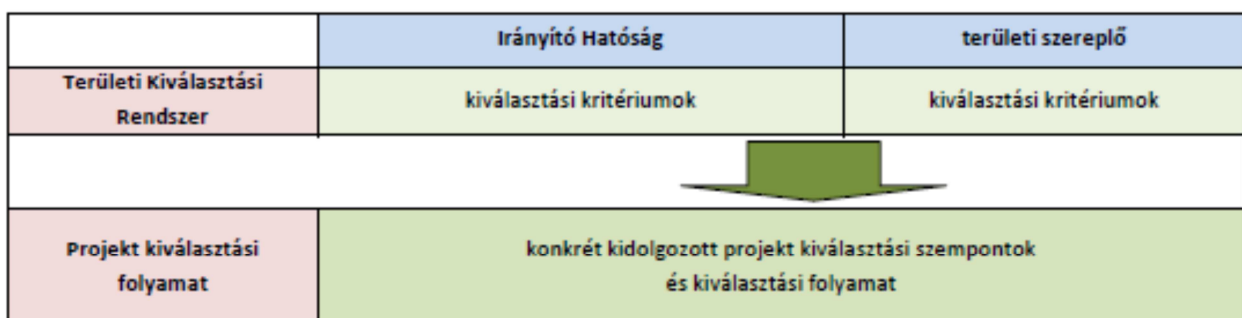 Irányító Hatóság
területi szereplő
Területi Kiválasztási
Rendszer
kiválasztási kritériumok
kiválasztási kritériumok
Projekt kiválasztási
folyamat
konkrét kidolgozott projekt kiválasztási szempontok
és kiválasztási folyamat